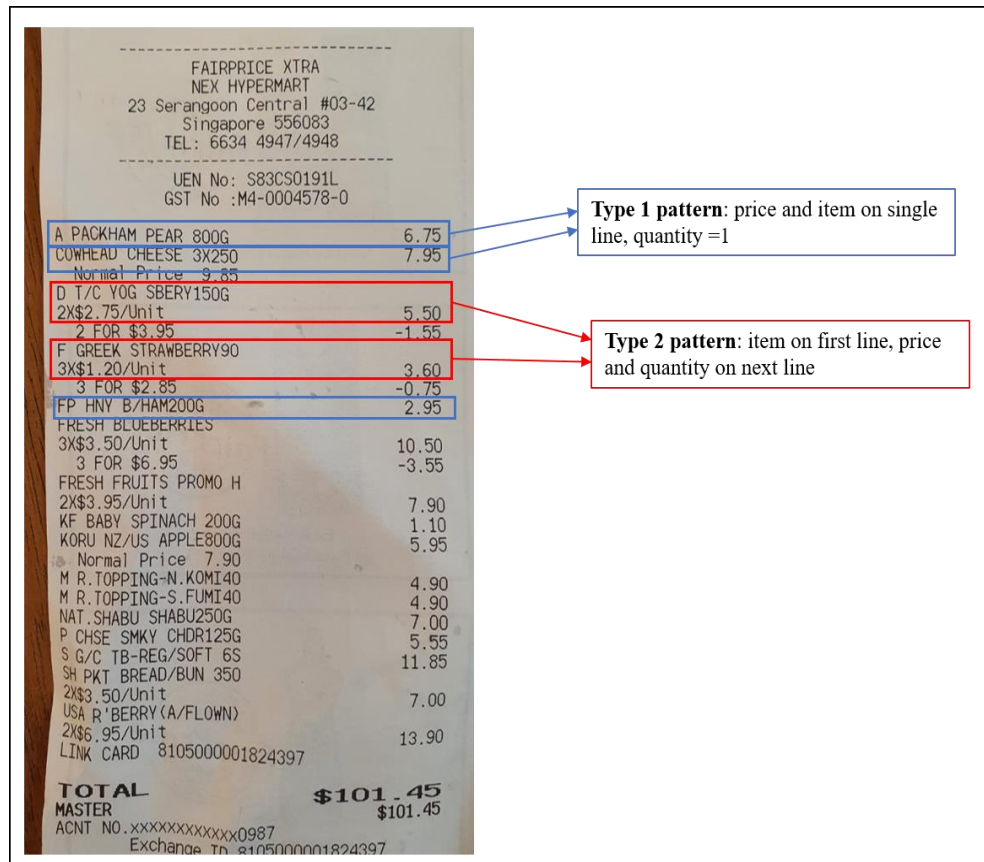 FAIRPRICE XTRA
NEX HYPERMART
23 Serangoon Central #03-42
Singapore 556083
TEL: 6634 4947/4948
UEN No: S83CS0191L
GST No :M4-0004578-0
A PACKHAM PEAR 800G 6.75
COWHEAD CHEESE 3X250 7.95
Normal Price 9.85
D T/C YOG SBERY150G
2X$2.75/Unit 5.50
2 FOR $3.95 -1.55
F GREEK STRAWBERRY90
3X$1.20/Unit 3.60
3 FOR $2.85 -0.75
FP HNY B/HAM200G 2.95
FRESH BLUEBERRIES
3X$3.50/Unit 10.50
3 FOR $6.95 -3.55
FRESH FRUITS PROMO H
2X$3.95/Unit 7.90
KF BABY SPINACH 200G 1.10
KORU NZ/US APPLE800G 5.95
Normal Price 7.90
M R.TOPPING-N.KOMI40 4.90
M R.TOPPING-S.FUMI40 4.90
NAT.SHABU SHABU250G 7.00
P CHSE SMKY CHDR125G 5.55
S G/C TB-REG/SOFT 6S 11.85
SH PKT BREAD/BUN 350
2X$3.50/Unit 7.00
USA R'BERRY(A/FLOWN)
2X$6.95/Unit 13.90
LINK CARD 8105000001824397
TOTAL $101.45
MASTER $101.45
ACNT NO.xxxxxxxxxxxx0987
Exchange ID 8105000001824397
Type 1 pattern: price and item on single
line, quantity =1
Type 2 pattern: item on first line, price
and quantity on next line